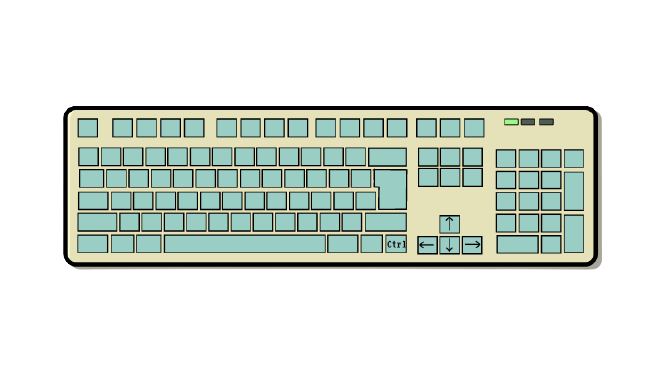 ↑
Ctrl ← ↓ →